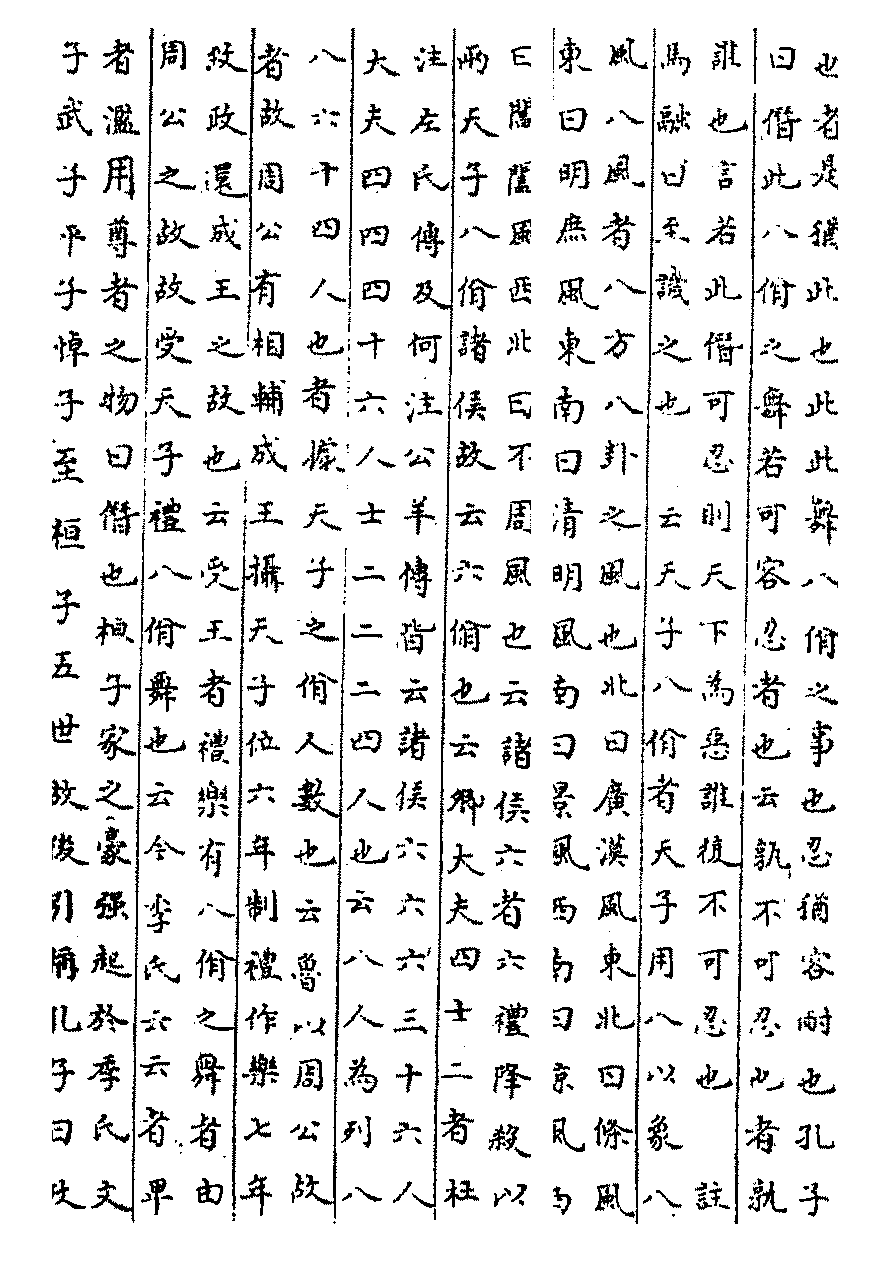 也者是猶此也此此舞八佾之事也忍猶容耐也孔子
曰僭此八佾之舞若可容忍者也云孰不可忍也者孰
誰也言若此僭可忍則天下為惡誰復不可忍也　註
馬融曰至譏之也　云天子八佾者天子用八以象八
風八風者八方八卦之風也北曰廣漠風東北曰條風
東曰明庶風東南曰清明風南曰景風西南曰涼風西
曰閶闔風西北曰不周風也云諸侯六者六禮降殺以
兩天子八佾諸侯故云六佾也云卿大夫四士二者杜
注左氏傳及何注公羊傳皆云諸侯六六六三十六人
大夫四四四十六人士二二二四人也云八人為列八
八六十四人也者據天子之佾人數也云魯以周公故
者故周公有相輔成王攝天子位六年制禮作樂七年
致政還成王之故也云受王者禮樂有八佾之舞者由
周公之故故受天子禮八佾舞也云今季氏云云者卑
者濫用尊者之物曰僭也桓子家之豪强起於季氏文
子武子平子悼子至桓子五世故後引稱孔子曰政